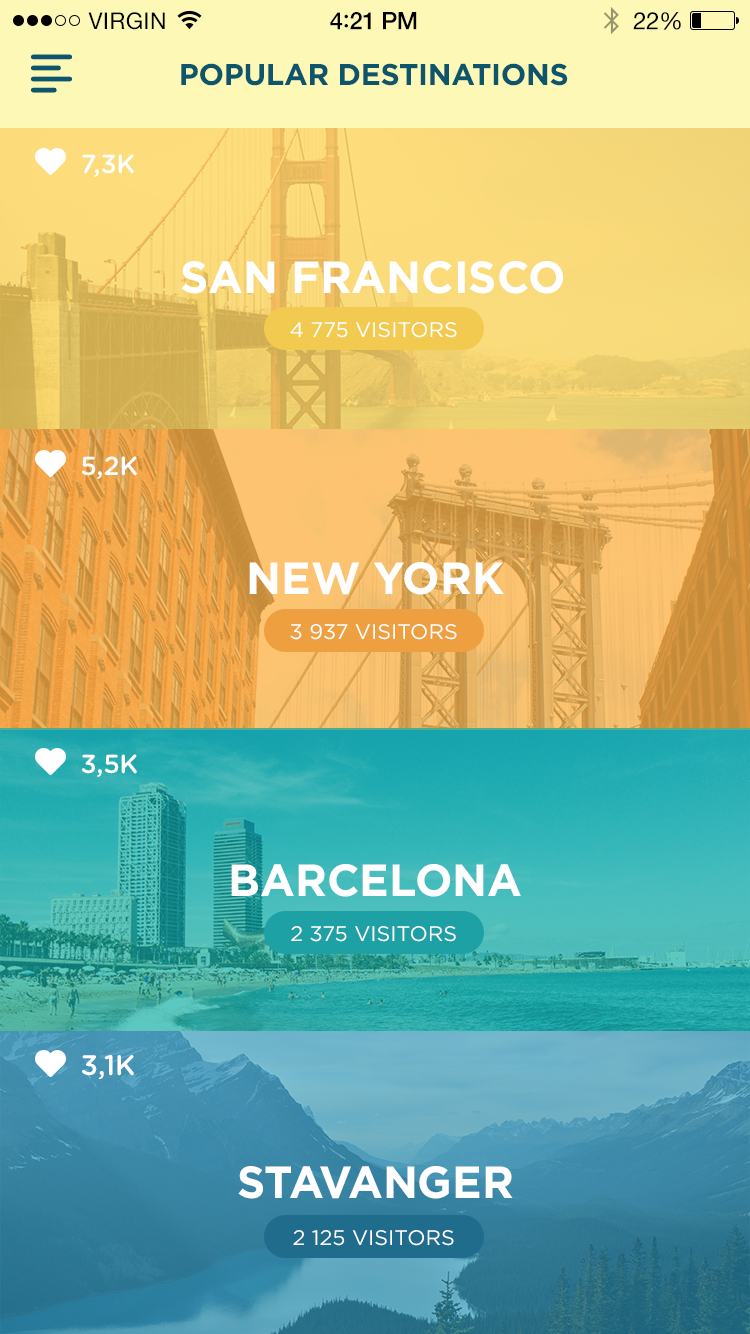 VIRGIN 4:21 PM 22%
POPULAR DESTINATIONS
7,3K
SAN FRANCISCO
4 775 VISITORS
5,2K
NEW YORK
3 937 VISITORS
3,5K
BARCELONA
2 375 VISITORS
3,1K
STAVANGER
2 125 VISITORS